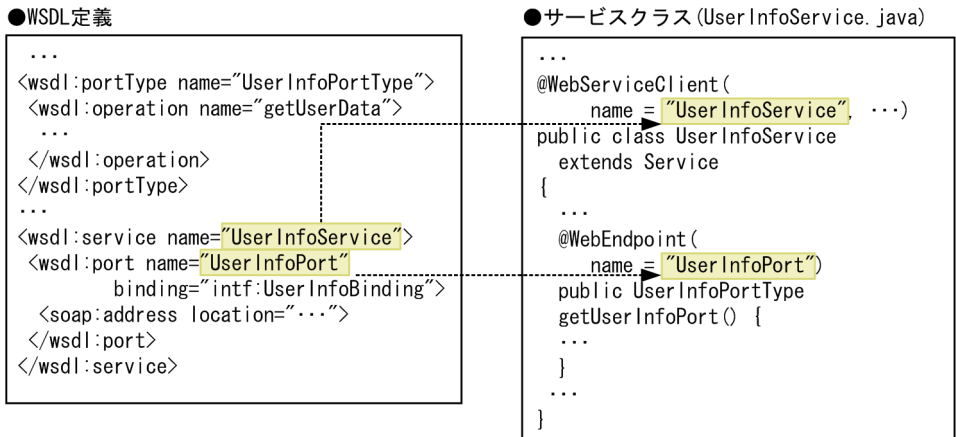 ●WSDL定義
...
<wsdl:portType name="UserInfoPortType">
<wsdl:operation name="getUserData">
...
</wsdl:operation>
</wsdl:portType>
...
<wsdl:service name="UserInfoService">
<wsdl:port name="UserInfoPort"
binding="intf:UserInfoBinding">
<soap:address location="･･･">
</wsdl:port>
</wsdl:service>
●サービスクラス(UserInfoService.java)
...
@WebServiceClient(
name = "UserInfoService", ･･･)
public class UserInfoService
extends Service
{
...
@WebEndpoint(
name = "UserInfoPort")
public UserInfoPortType
getUserInfoPort() {
...
}
...
}